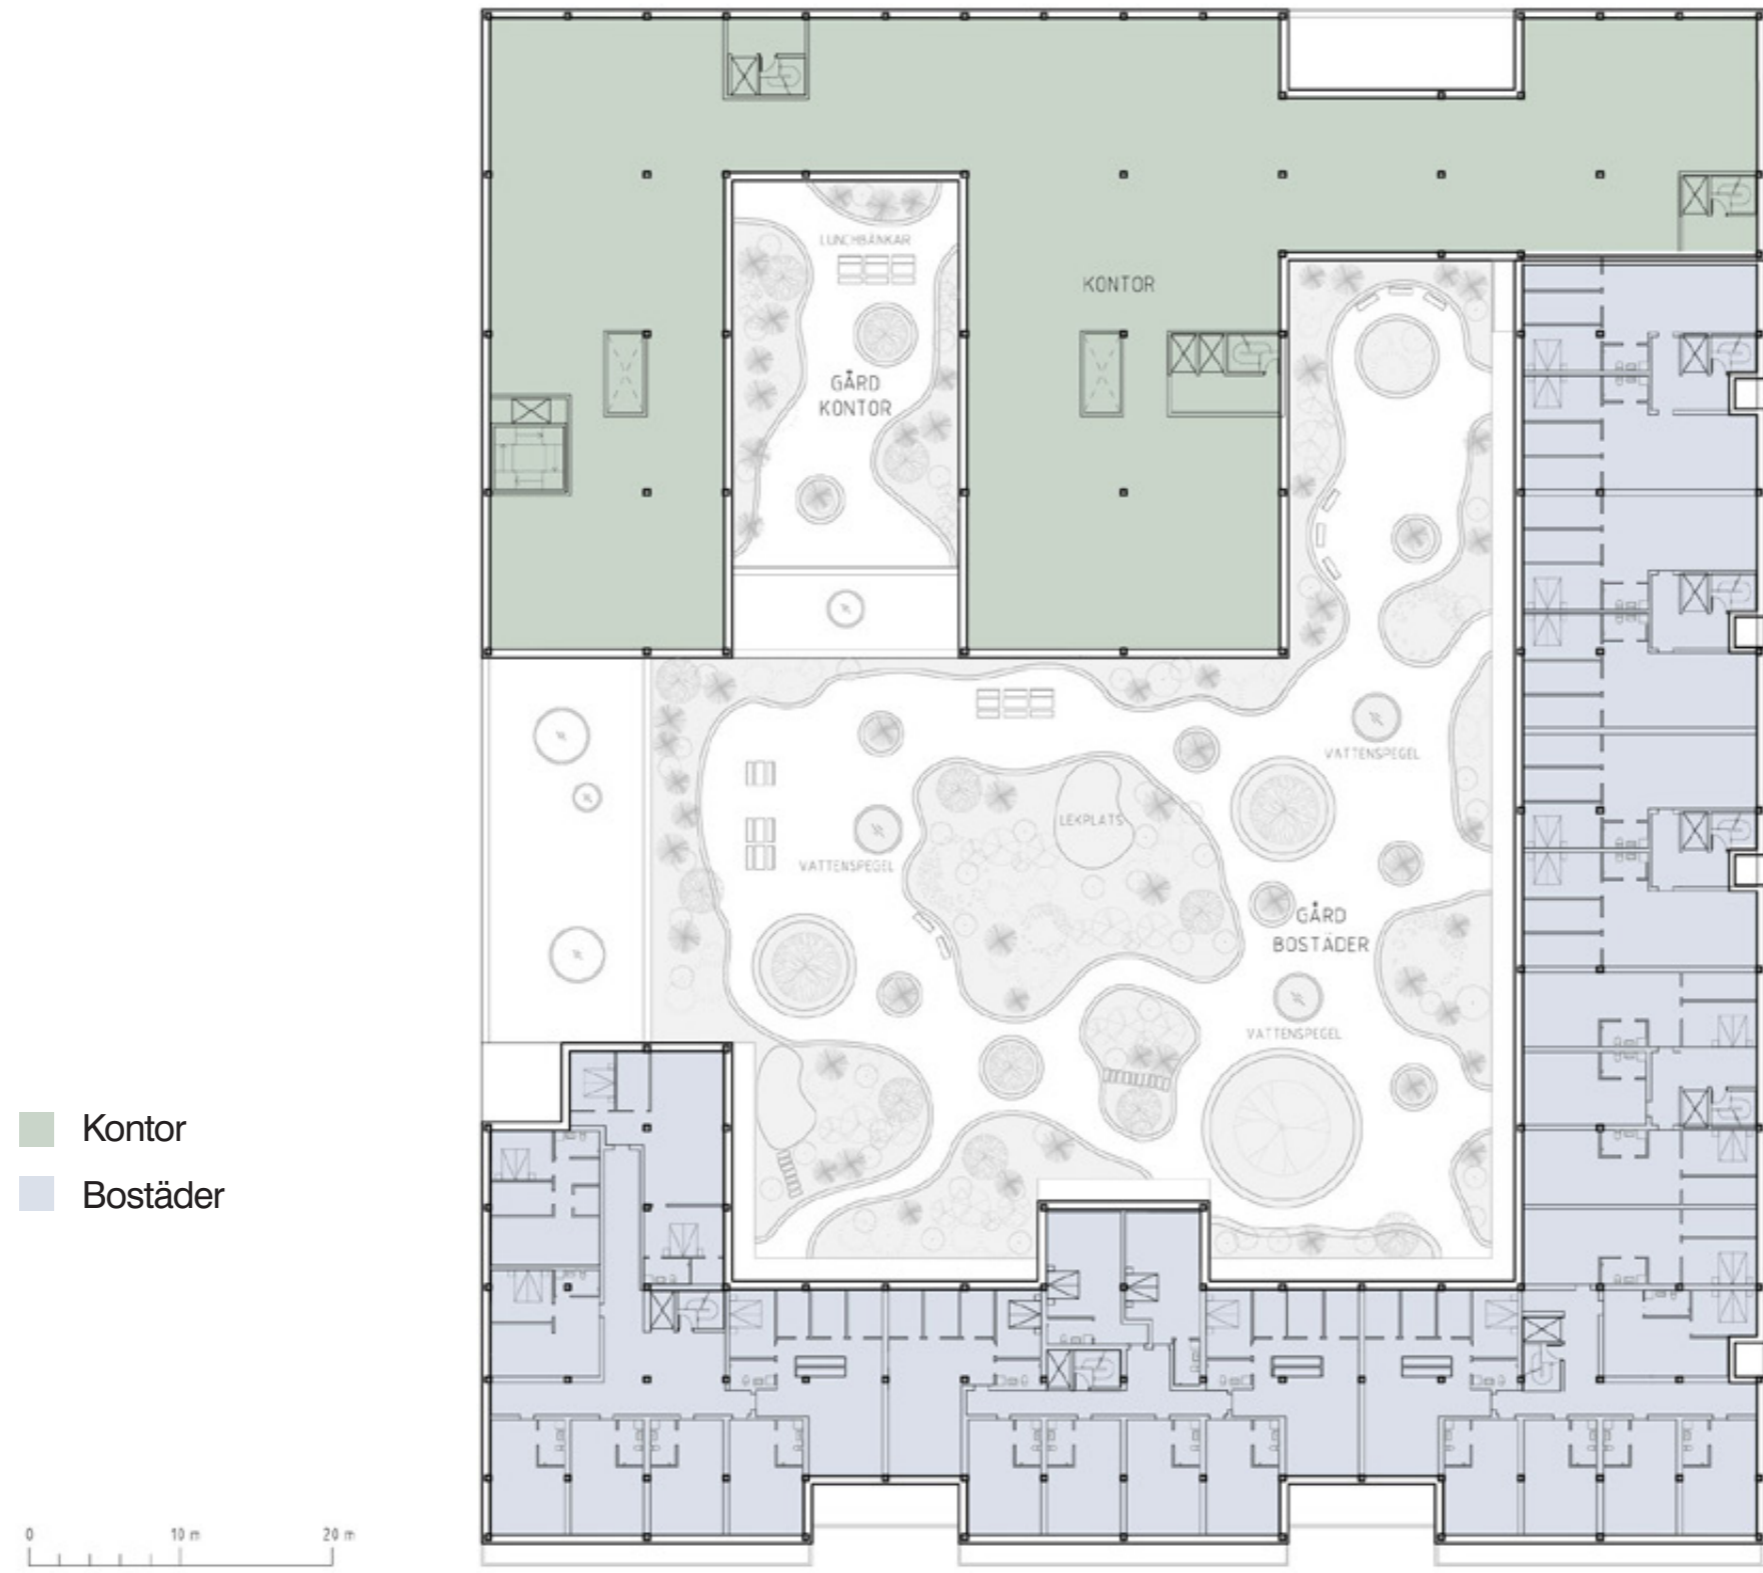 LUNCHBÄNKAR
KONTOR
GÅRD
KONTOR
VATTENSPEGEL
LEKPLATS
VATTENSPEGEL
GÅRD
BOSTÄDER
VATTENSPEGEL
Kontor
Bostäder
0 10 m 20 m